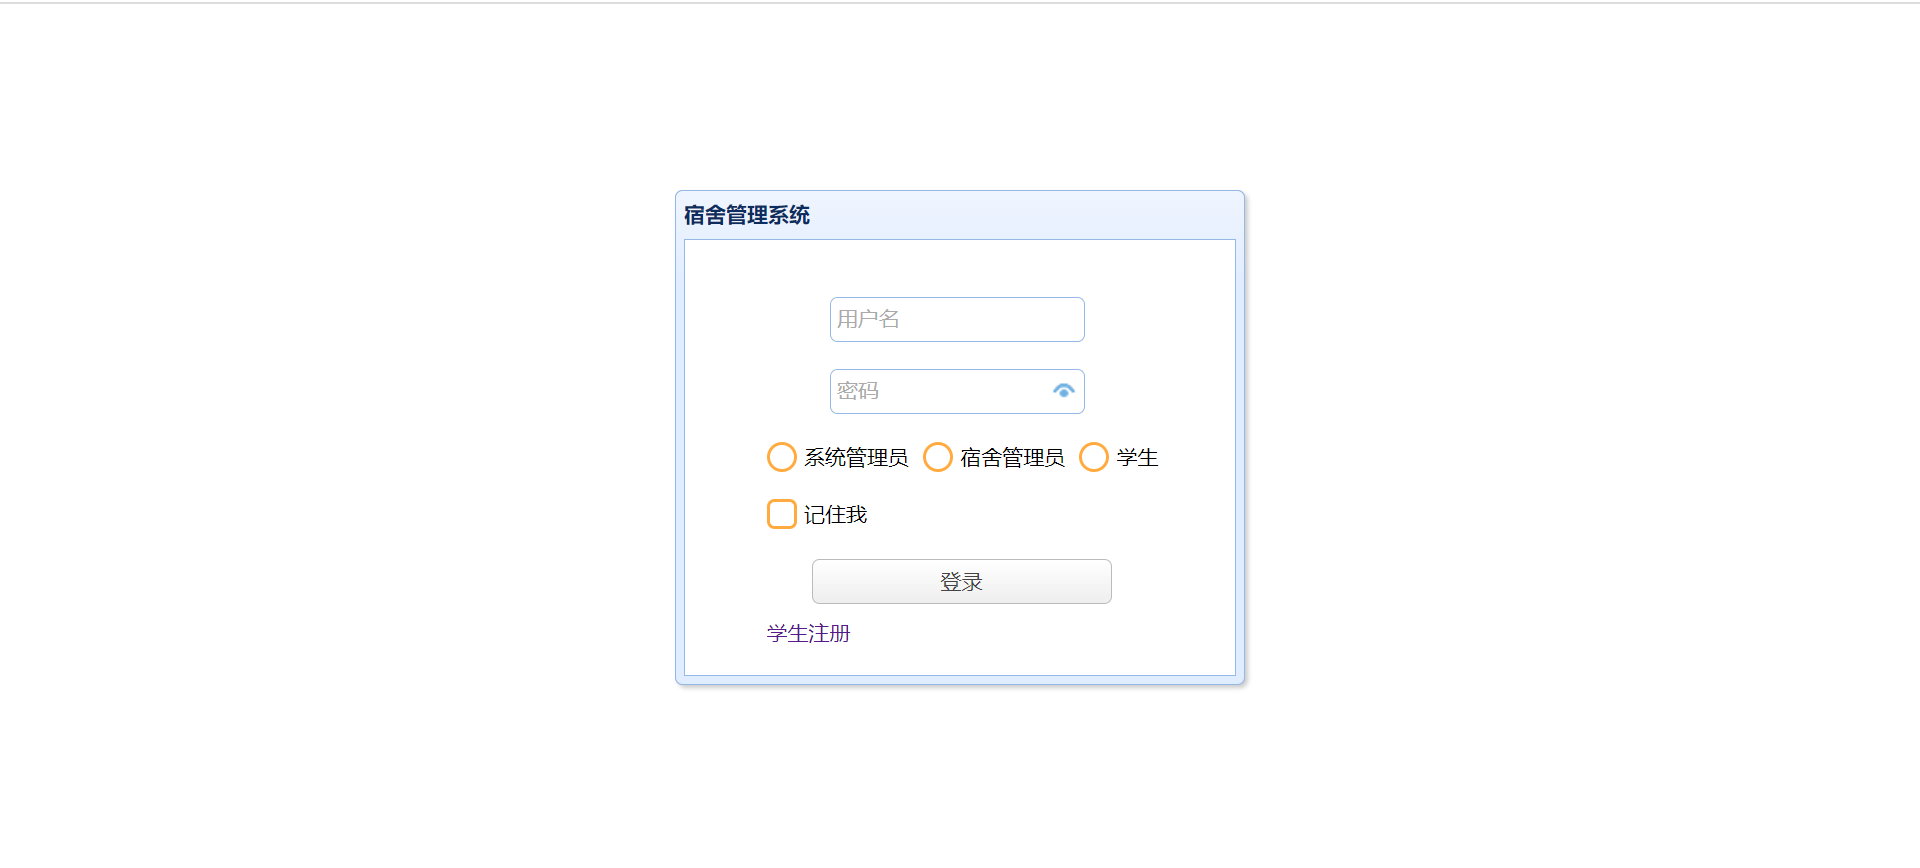 宿舍管理系统
用户名
密码
系统管理员 宿舍管理员 学生
记住我
登录
学生注册